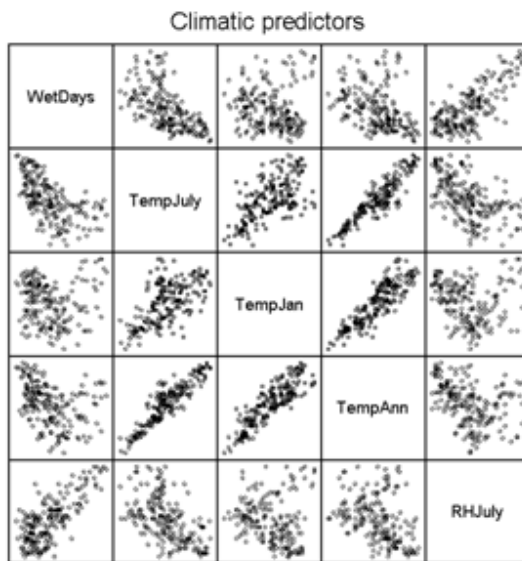 Climatic predictors
WetDays
TempJuly
TempJan
TempAnn
RHJuly